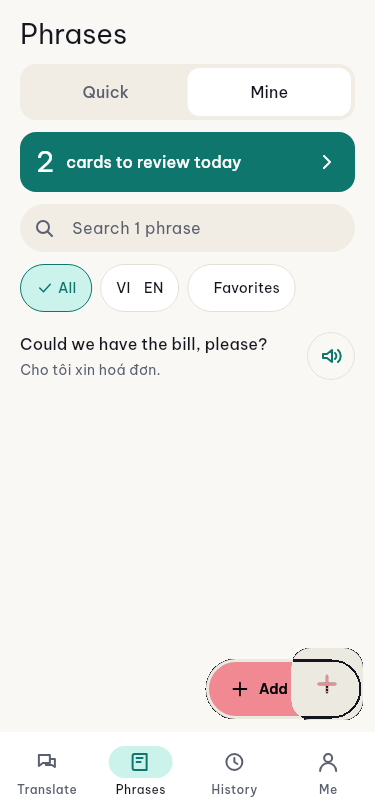 Phrases
Quick
Mine
2 cards to review today
Search 1 phrase
All
VI EN
Favorites
Could we have the bill, please?
Cho tôi xin hoá đơn.
Add
Translate
Phrases
History
Me